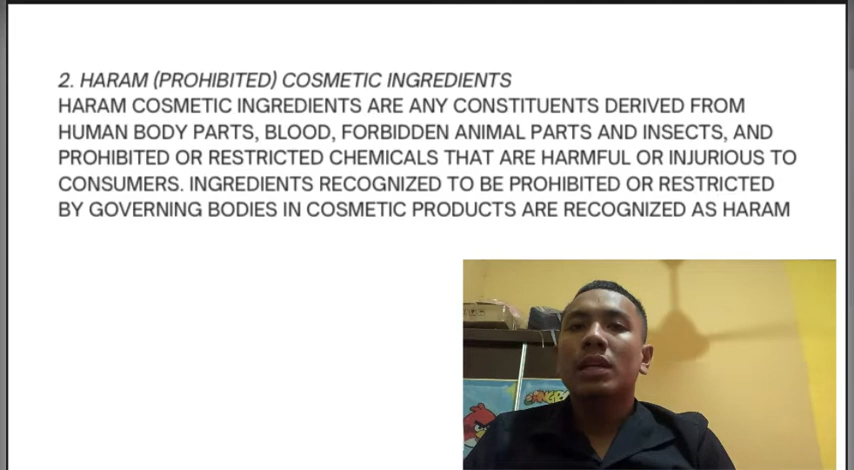 2. HARAM (PROHIBITED) COSMETIC INGREDIENTS
HARAM COSMETIC INGREDIENTS ARE ANY CONSTITUENTS DERIVED FROM
HUMAN BODY PARTS, BLOOD, FORBIDDEN ANIMAL PARTS AND INSECTS, AND
PROHIBITED OR RESTRICTED CHEMICALS THAT ARE HARMFUL OR INJURIOUS TO
CONSUMERS. INGREDIENTS RECOGNIZED TO BE PROHIBITED OR RESTRICTED
BY GOVERNING BODIES IN COSMETIC PRODUCTS ARE RECOGNIZED AS HARAM